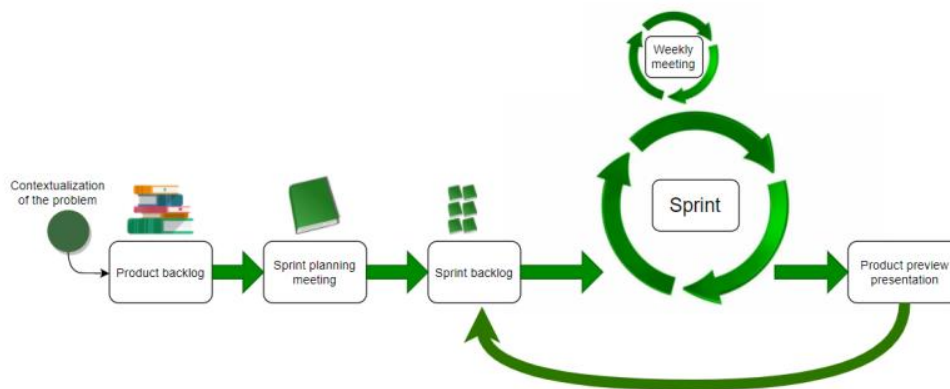 Weekly
meeting
Contextualization
of the problem
Sprint
Product backlog
Sprint planning
meeting
Sprint backlog
Product preview
presentation